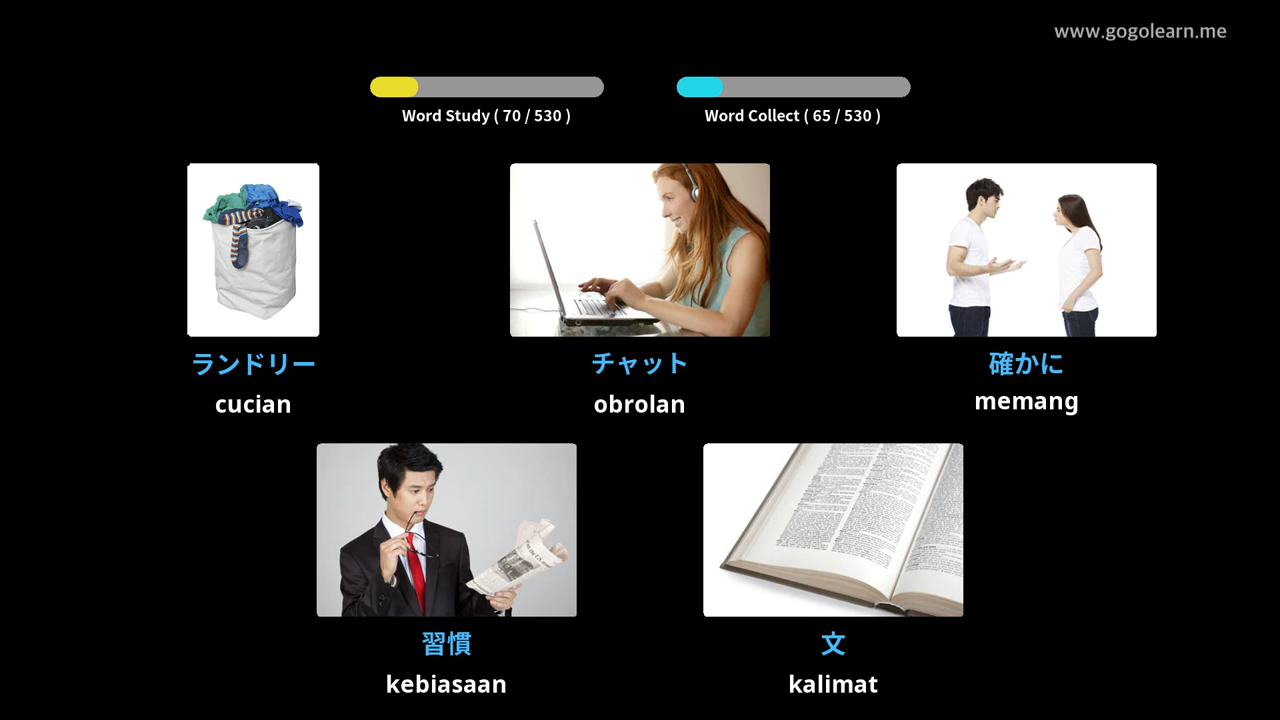 www.gogolearn.me
Word Study ( 70 / 530 )
Word Collect ( 65 / 530 )
ランドリー
cucian
チャット
obrolan
確かに
memang
習慣
kebiasaan
文
kalimat